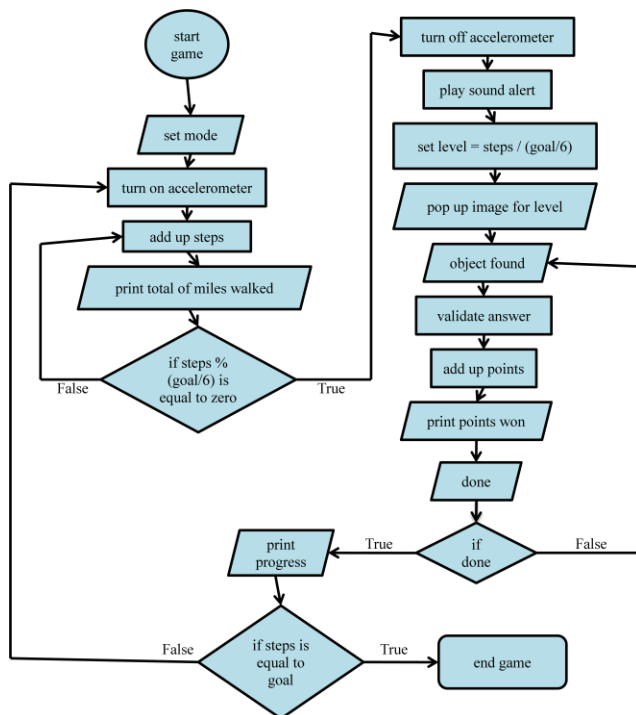 start
game
set mode
turn on accelerometer
add up steps
print total of miles walked
if steps %
(goal/6) is
equal to zero
False
True
turn off accelerometer
play sound alert
set level = steps / (goal/6)
pop up image for level
object found
validate answer
add up points
print points won
done
if
done
True
False
print
progress
if steps is
equal to
goal
False
True
end game